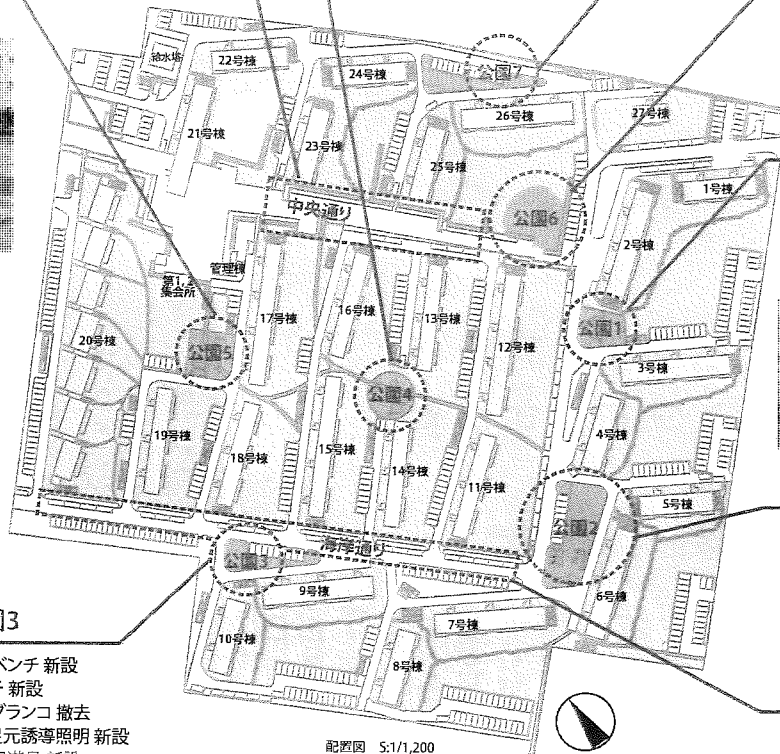 給水塔
22号棟
24号棟
公園7
26号棟
27号棟
21号棟
23号棟
25号棟
1号棟
中央通り
公園6
2号棟
管理棟
第1,2
集会所
17号棟
16号棟
13号棟
12号棟
公園1
20号棟
公園5
3号棟
公園4
19号棟
18号棟
15号棟
14号棟
11号棟
4号棟
5号棟
公園2
海岸通り
公園3
9号棟
6号棟
10号棟
7号棟
8号棟
園3
ベンチ 新設
新設
ブランコ 撤去
足元誘導照明 新設
配置図 S:1/1,200